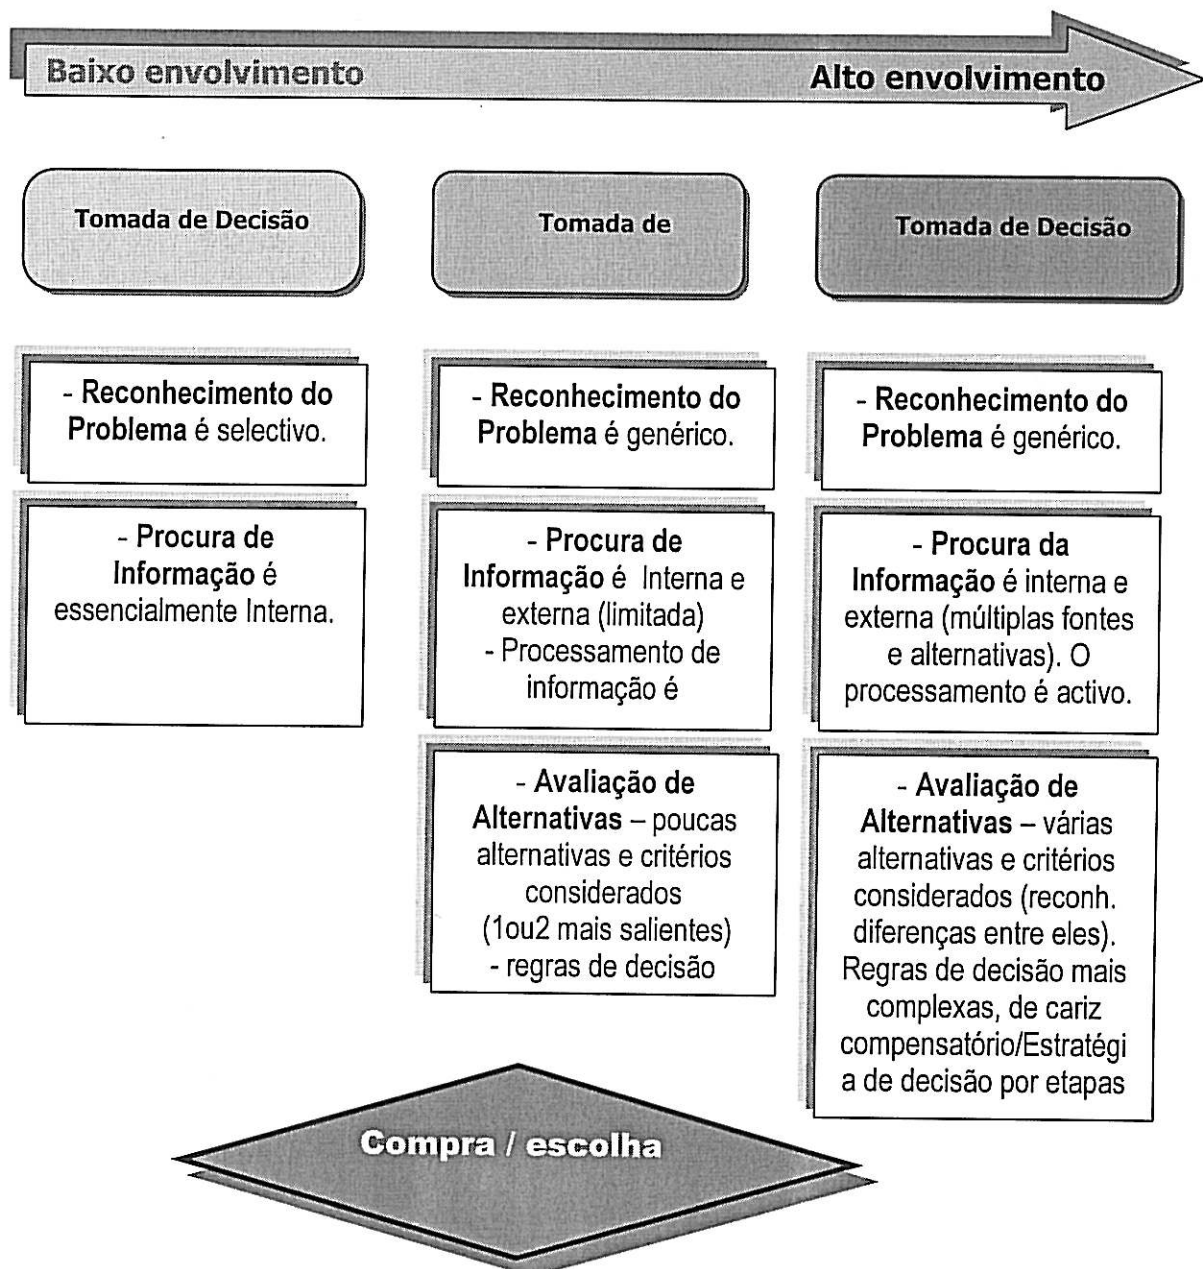 Baixo envolvimento
Alto envolvimento
Tomada de Decisão
Tomada de
Tomada de Decisão
- Reconhecimento do
Problema é selectivo.
- Reconhecimento do
Problema é genérico.
- Reconhecimento do
Problema é genérico.
- Procura de
Informação é
essencialmente Interna.
- Procura de
Informação é Interna e
externa (limitada)
- Processamento de
informação é
- Procura da
Informação é interna e
externa (múltiplas fontes
e alternativas). O
processamento é activo.
- Avaliação de
Alternativas – poucas
alternativas e critérios
considerados
(1ou2 mais salientes)
- regras de decisão
- Avaliação de
Alternativas – várias
alternativas e critérios
considerados (reconh.
diferenças entre eles).
Regras de decisão mais
complexas, de cariz
compensatório/Estratégi
a de decisão por etapas
Compra / escolha